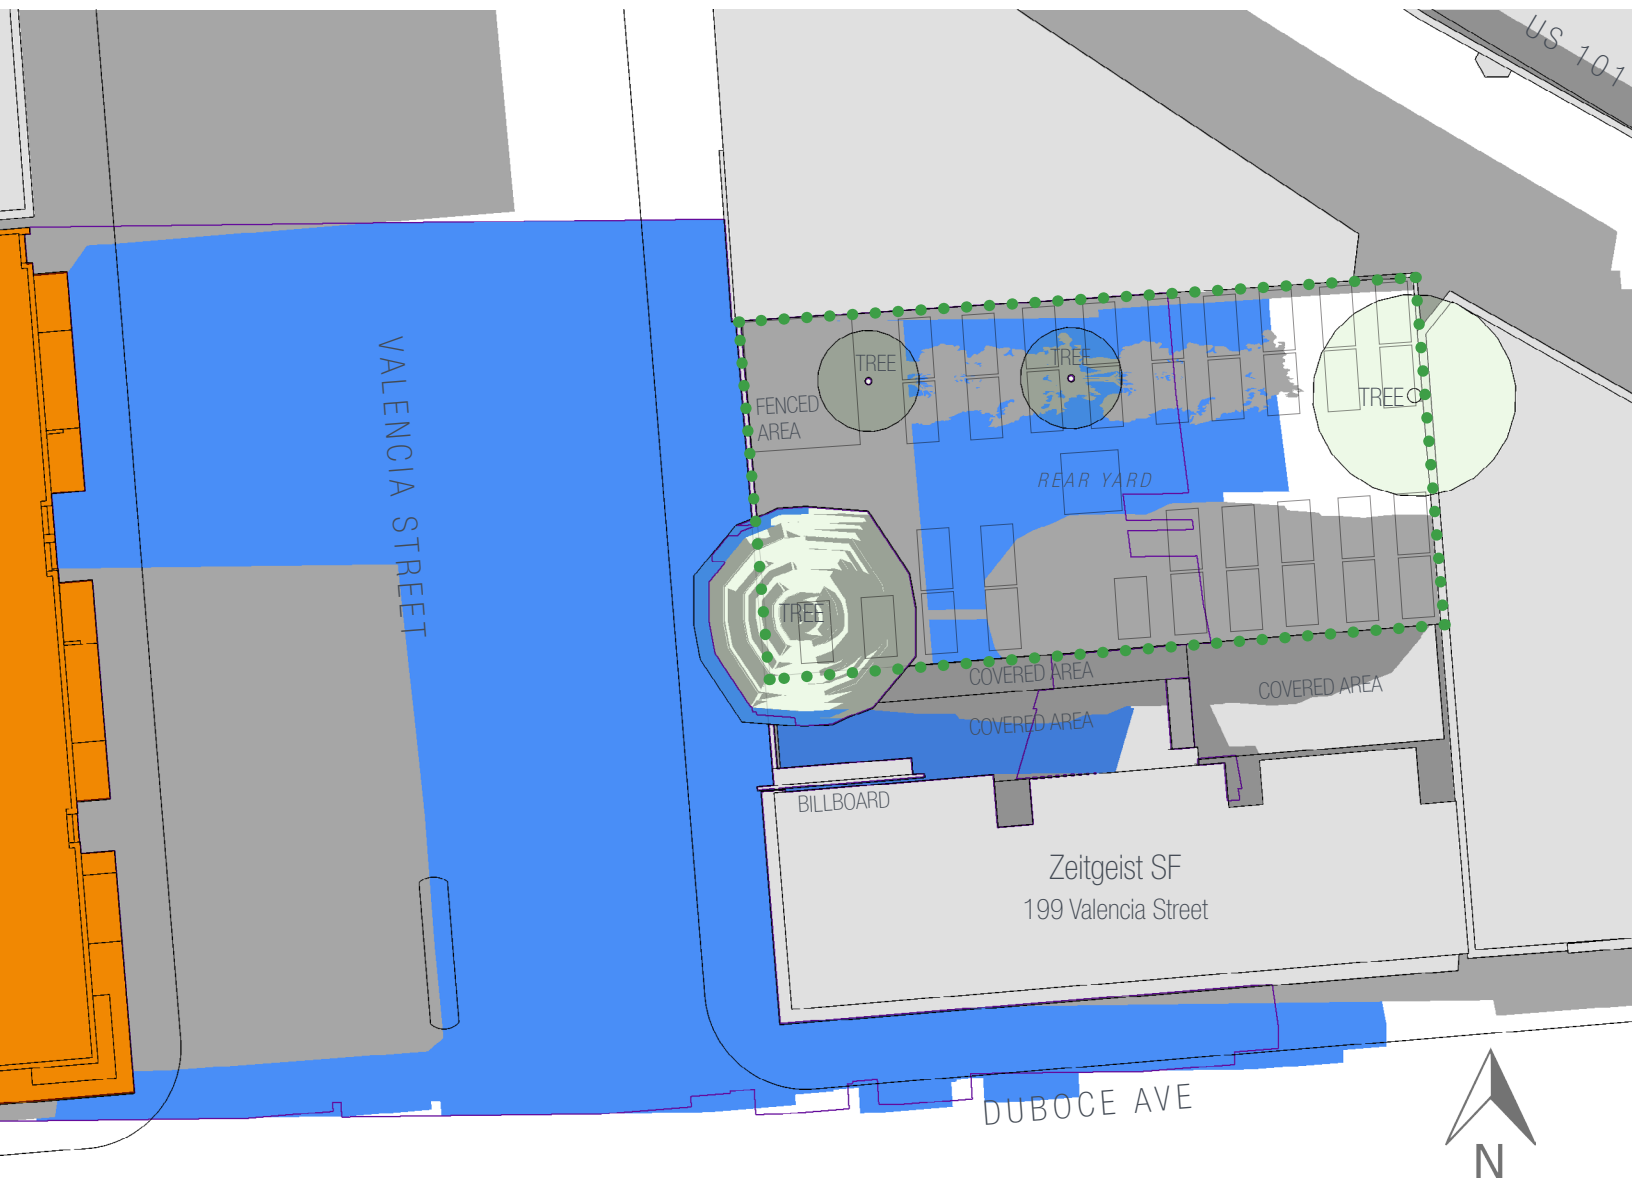 US 101
VALENCIA STREET
TREE
TREE
TREE
FENCED
AREA
REAR YARD
TREE
COVERED AREA
COVERED AREA
COVERED AREA
BILLBOARD
Zeitgeist SF
199 Valencia Street
DUBOCE AVE
N